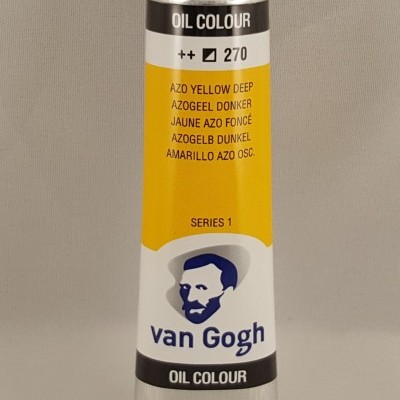 OIL COLOUR
++ 270
AZO YELLOW DEEP
AZOGEEL DONKER
JAUNE AZO FONCÉ
AZOGELB DUNKEL
AMARILLO AZO OSC.
SERIES 1
van Gogh
OIL COLOUR